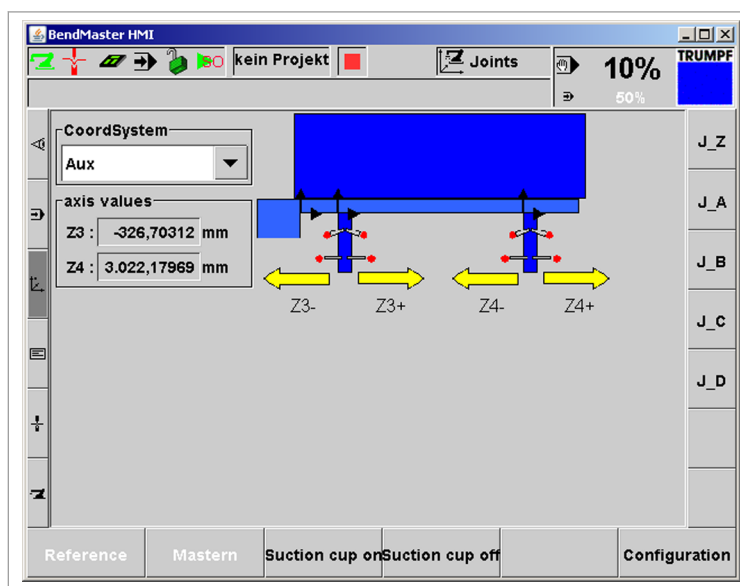 BendMaster HMI
SO kein Projekt Joints 10% TRUMPF
50%
CoordSystem
Aux
axis values
Z3 : -326,70312 mm
Z4 : 3.022,17969 mm
Z3- Z3+ Z4- Z4+
J_Z
J_A
J_B
J_C
J_D
Reference Mastern Suction cup on Suction cup off Configuration